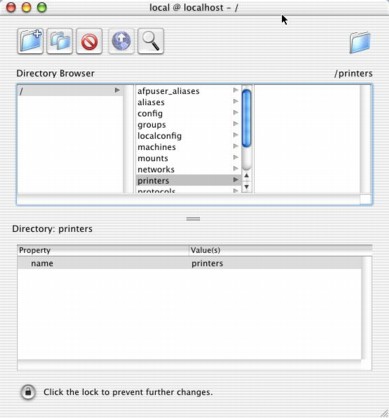 local @ localhost - /
Directory Browser
/printers
/
afpuser_aliases
aliases
config
groups
localconfig
machines
mounts
networks
printers
protocols
Directory: printers
Property Value(s)
name printers
Click the lock to prevent further changes.